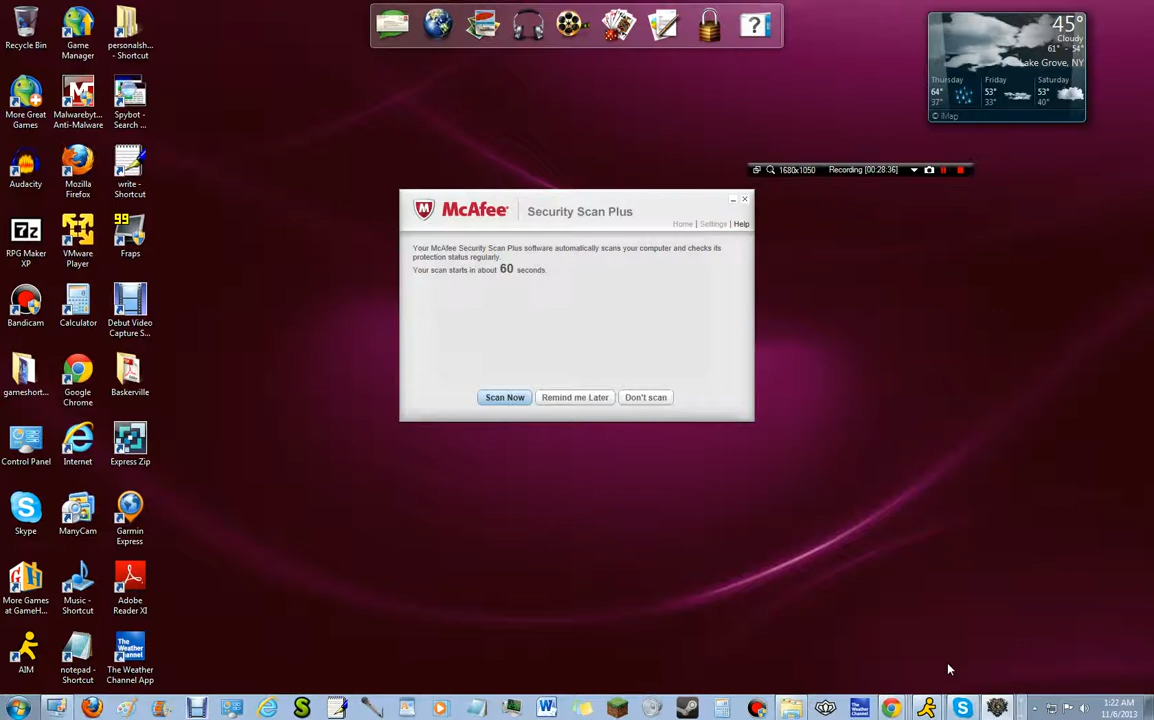 Recycle Bin
Game Manager
personalsh... - Shortcut
More Great Games
Malwarebyt... Anti-Malware
Spybot - Search ...
Audacity
Mozilla Firefox
write - Shortcut
RPG Maker XP
VMware Player
99
Fraps
Bandicam
Calculator
Debut Video Capture S...
gameshort...
Google Chrome
Baskerville
Control Panel
Internet
Express Zip
Skype
ManyCam
Garmin Express
More Games at GameH...
Music - Shortcut
Adobe Reader XI
AIM
notepad - Shortcut
The Weather Channel
The Weather Channel App
?
45°
Cloudy
61° - 54°
Lake Grove, NY
Thursday Friday Saturday
64° 53° 53°
37° 33° 40°
© iMap
1680x1050 Recording [00:28:36]
McAfee Security Scan Plus
Home | Settings | Help
Your McAfee Security Scan Plus software automatically scans your computer and checks its
protection status regularly.
Your scan starts in about 60 seconds.
Scan Now Remind me Later Don't scan
1:22 AM
11/6/2013